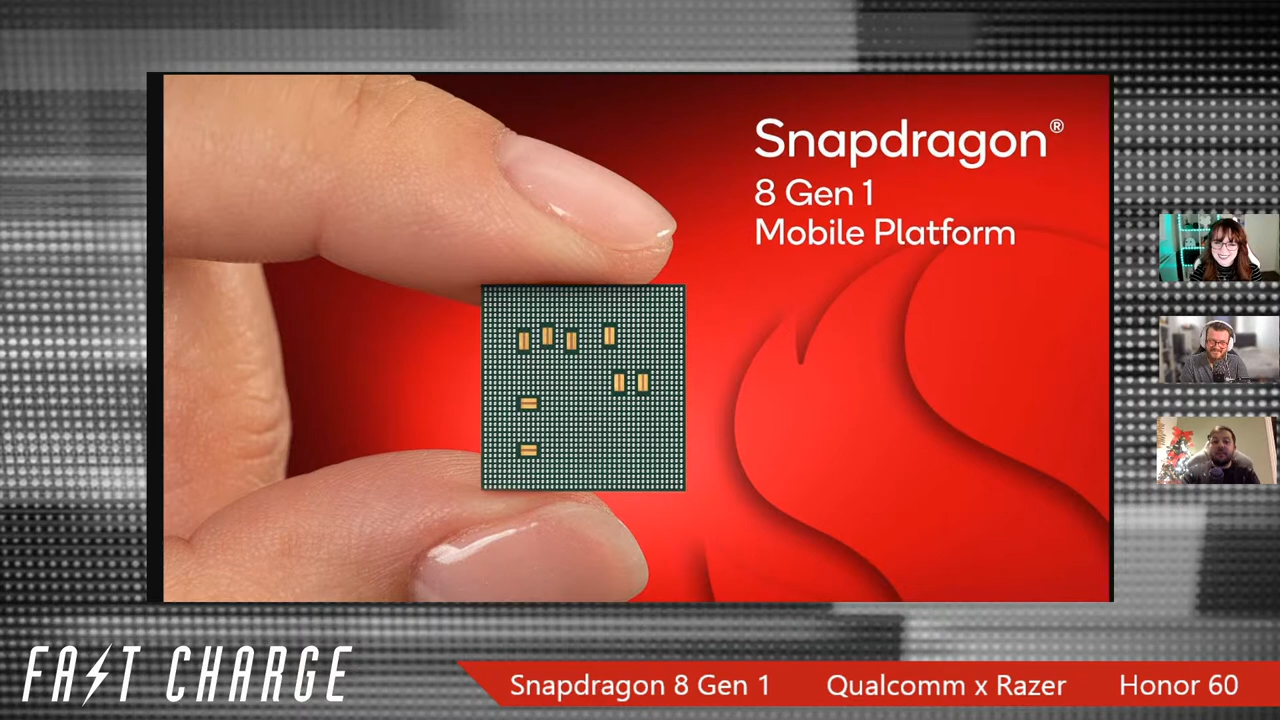 Snapdragon®
8 Gen 1
Mobile Platform
FAST CHARGE
Snapdragon 8 Gen 1 Qualcomm x Razer Honor 60